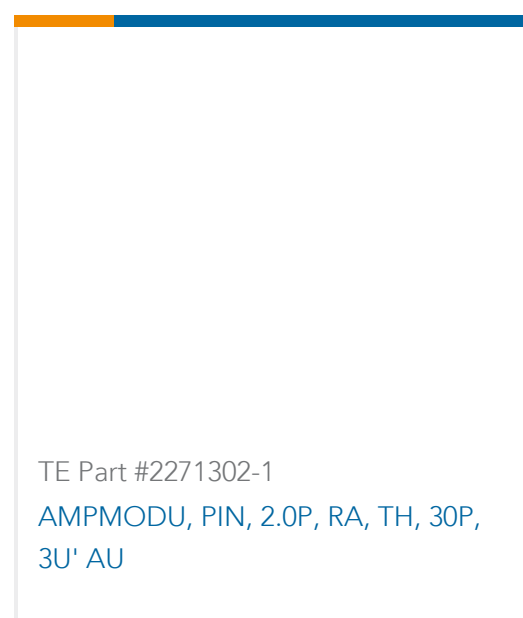 TE Part #2271302-1
AMPMODU, PIN, 2.0P, RA, TH, 30P,
3U' AU